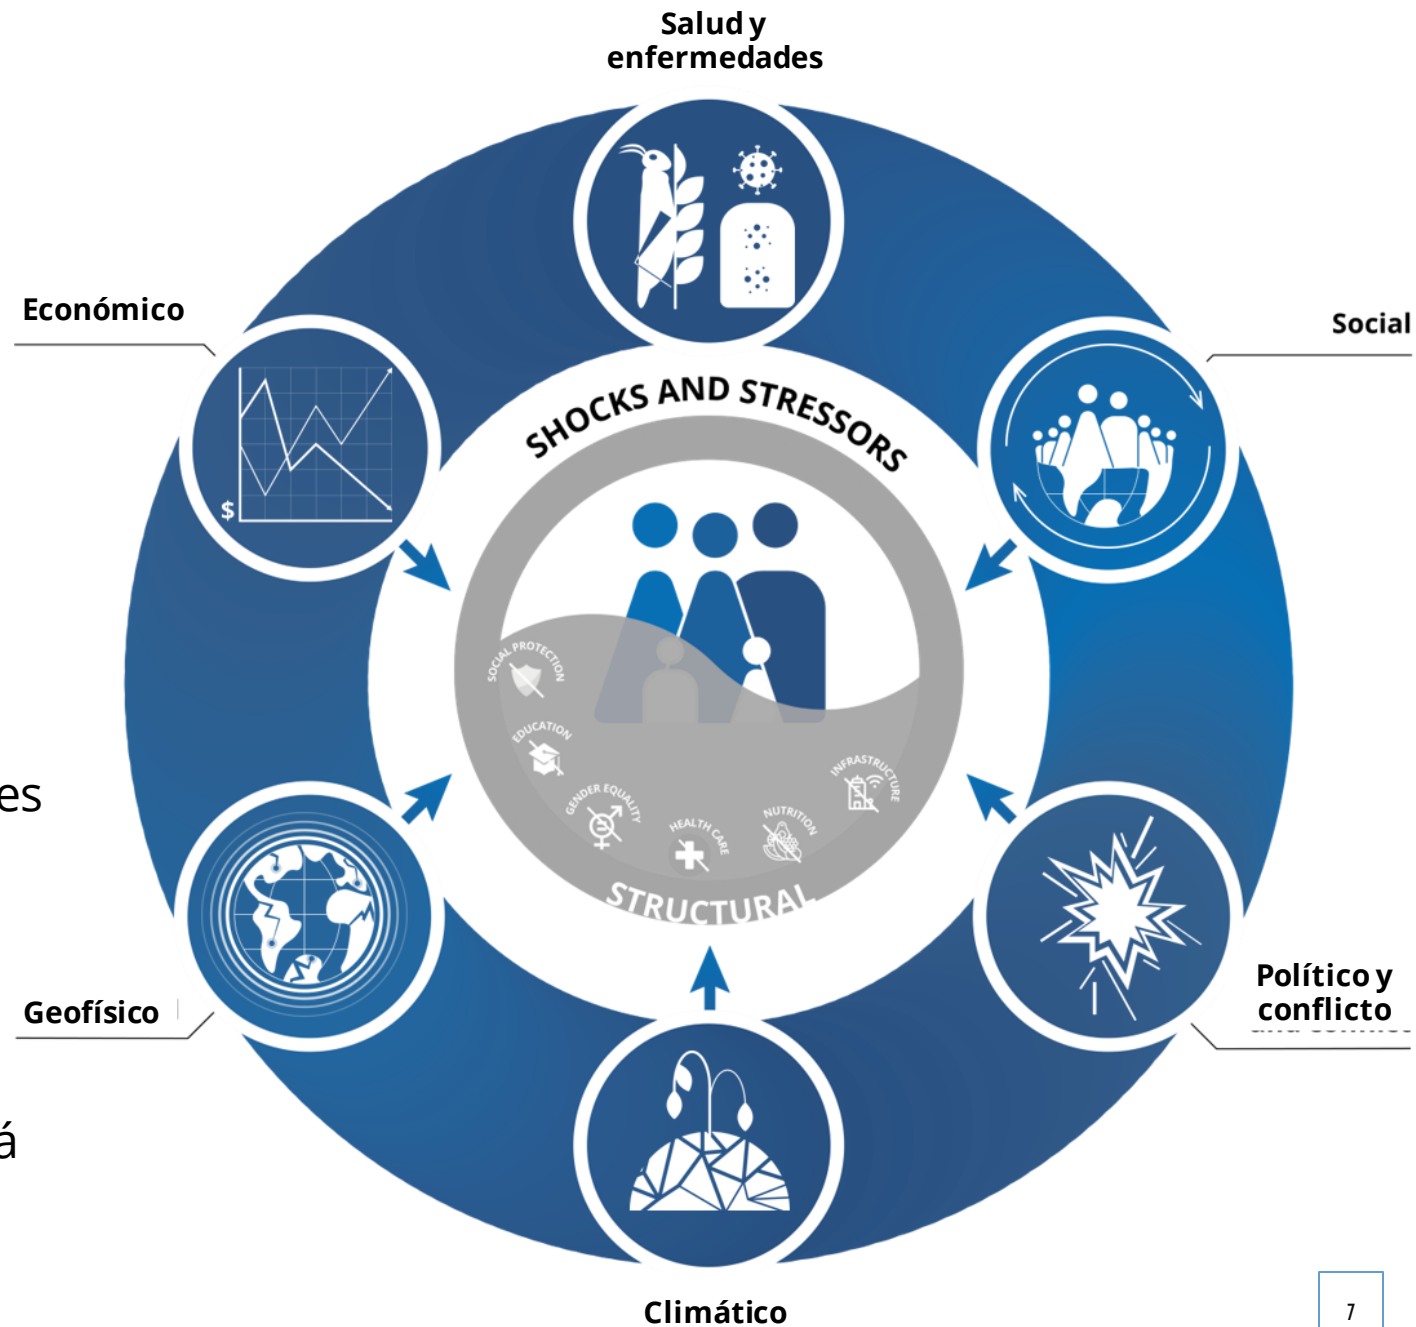 Salud y
enfermedades
Económico
Social
SHOCKS AND STRESSORS
$
SOCIAL PROTECTION
EDUCATION
GENDER EQUALITY
HEALTH CARE
NUTRITION
INFRASTRUCTURE
STRUCTURAL
es
Geofísico
Político y
conflicto
á
Climático
7